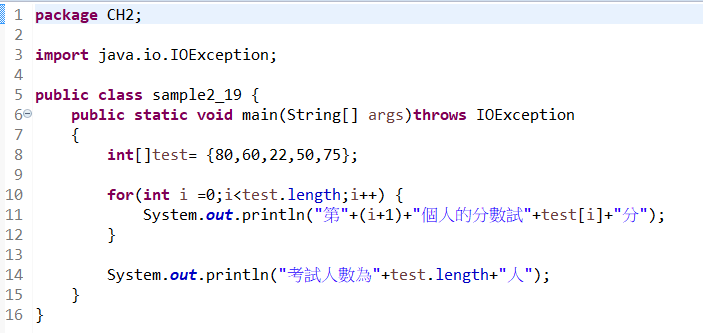 1 package CH2;
2
3 import java.io.IOException;
4
5 public class sample2_19 {
6 public static void main(String[] args)throws IOException
7 {
8 int[]test= {80,60,22,50,75};
9
10 for(int i =0;i<test.length;i++) {
11 System.out.println("第"+(i+1)+"個人的分數試"+test[i]+"分");
12 }
13
14 System.out.println("考試人數為"+test.length+"人");
15 }
16 }